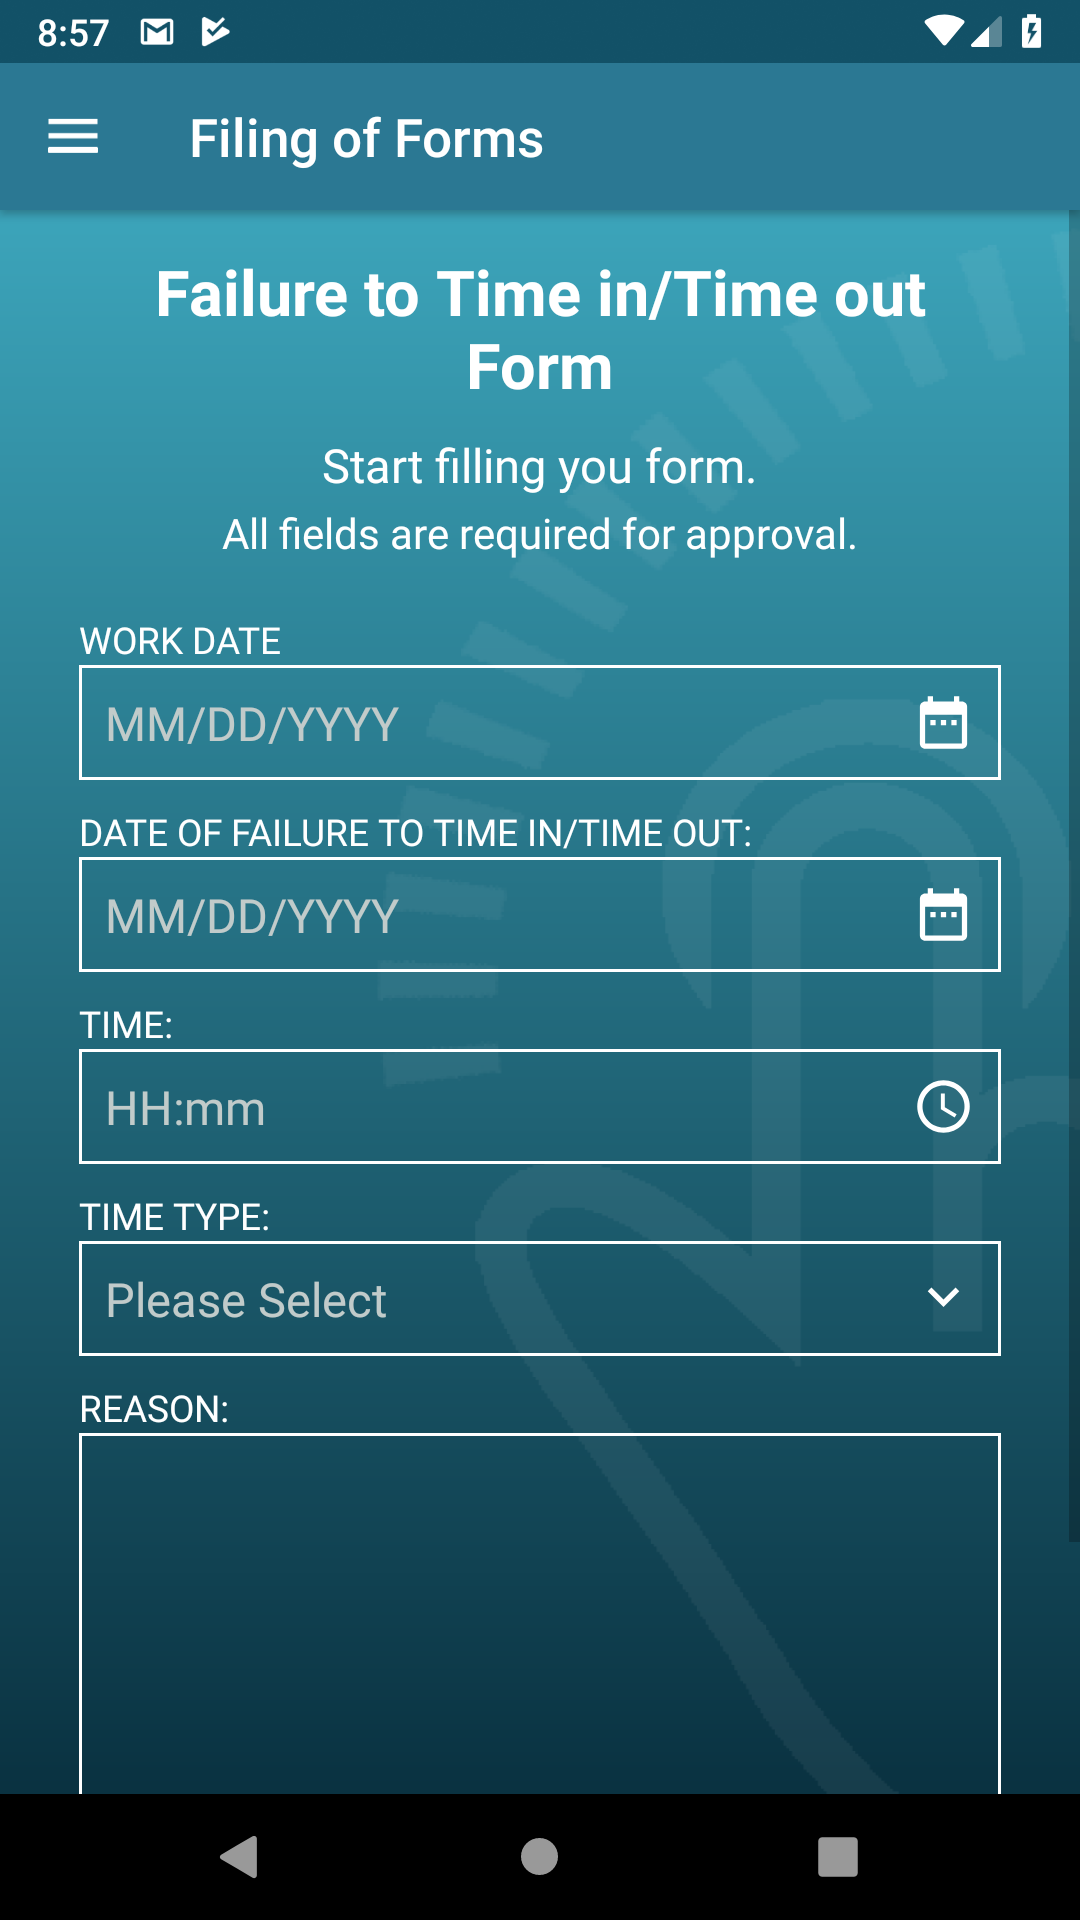 8:57
Filing of Forms
Failure to Time in/Time out
Form
Start filling you form.
All fields are required for approval.
WORK DATE
MM/DD/YYYY
DATE OF FAILURE TO TIME IN/TIME OUT:
MM/DD/YYYY
TIME:
HH:mm
TIME TYPE:
Please Select
REASON: